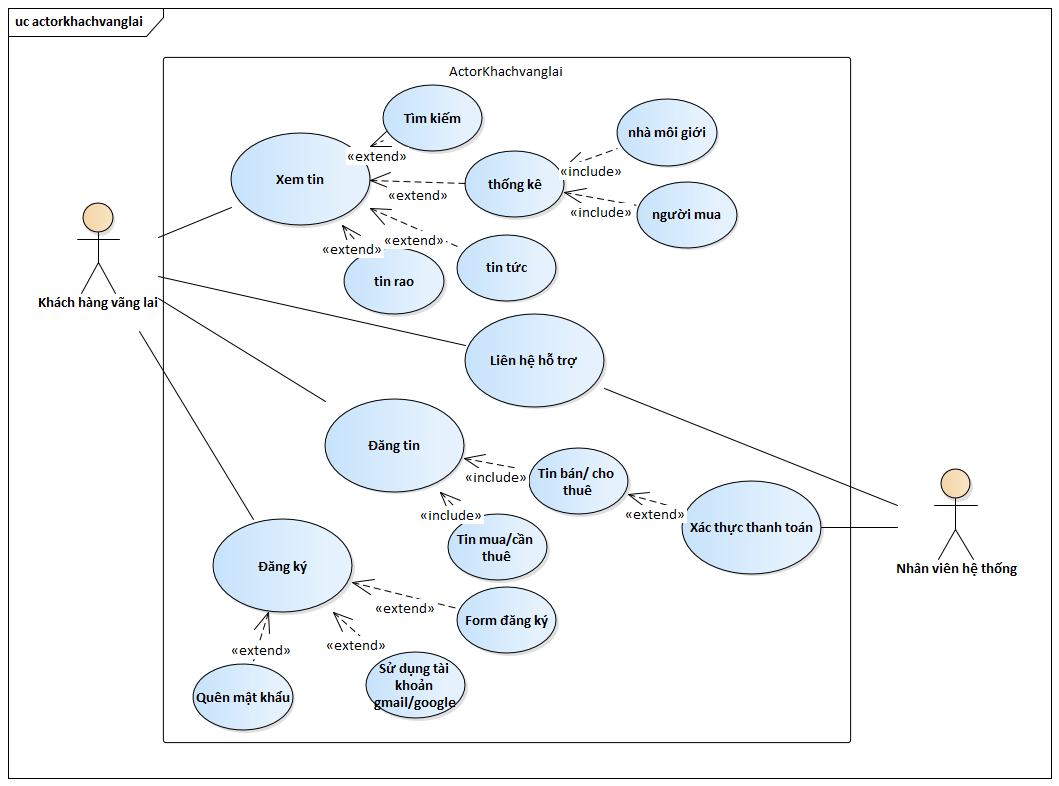 uc actorkhachvanglai
ActorKhachvanglai
Tìm kiếm
«extend»
nhà môi giới
Xem tin
thống kê
«include»
«extend»
«include»
người mua
«extend»
«extend»
tin tức
tin rao
Khách hàng vãng lai
Liên hệ hỗ trợ
Đăng tin
«include»
Tin bán/ cho
thuê
«include»
«extend»
Xác thực thanh toán
Tin mua/cần
thuê
Nhân viên hệ thống
Đăng ký
«extend»
Form đăng ký
«extend»
«extend»
Quên mật khẩu
Sử dụng tài
khoản
gmail/google